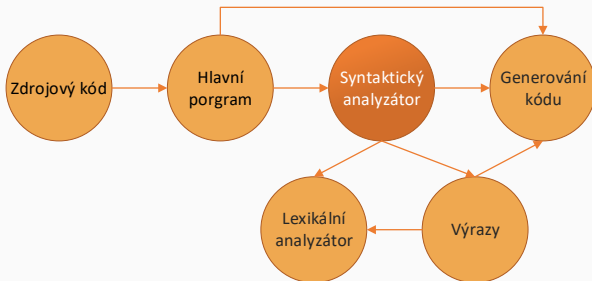 Zdrojový kód
Hlavní
porgram
Syntaktický
analyzátor
Generování
kódu
Lexikální
analyzátor
Výrazy